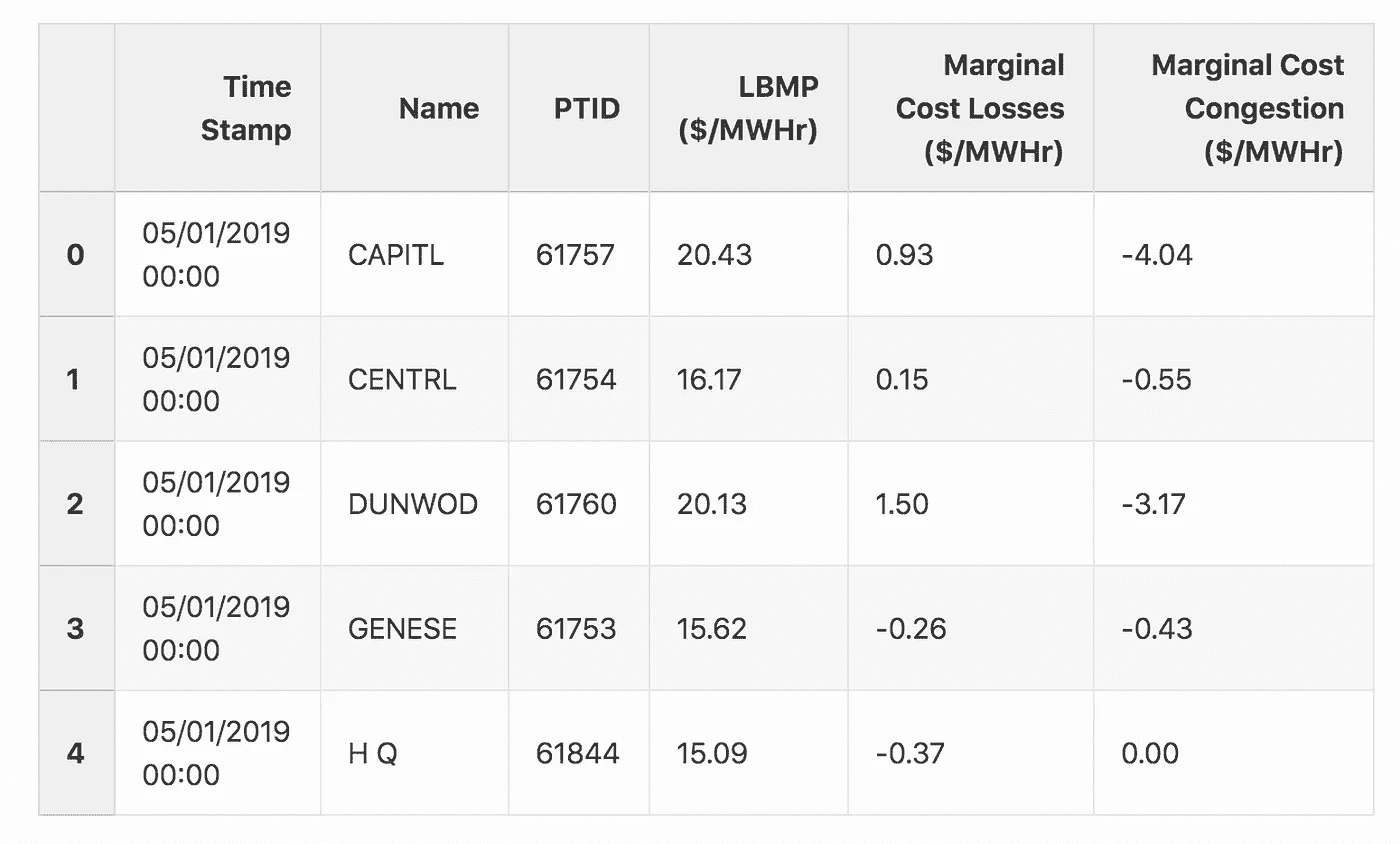 Time Stamp Name PTID LBMP ($/MWHr) Marginal Cost Losses ($/MWHr) Marginal Cost Congestion ($/MWHr)
0 05/01/2019 00:00 CAPITL 61757 20.43 0.93 -4.04
1 05/01/2019 00:00 CENTRL 61754 16.17 0.15 -0.55
2 05/01/2019 00:00 DUNWOD 61760 20.13 1.50 -3.17
3 05/01/2019 00:00 GENESE 61753 15.62 -0.26 -0.43
4 05/01/2019 00:00 H Q 61844 15.09 -0.37 0.00